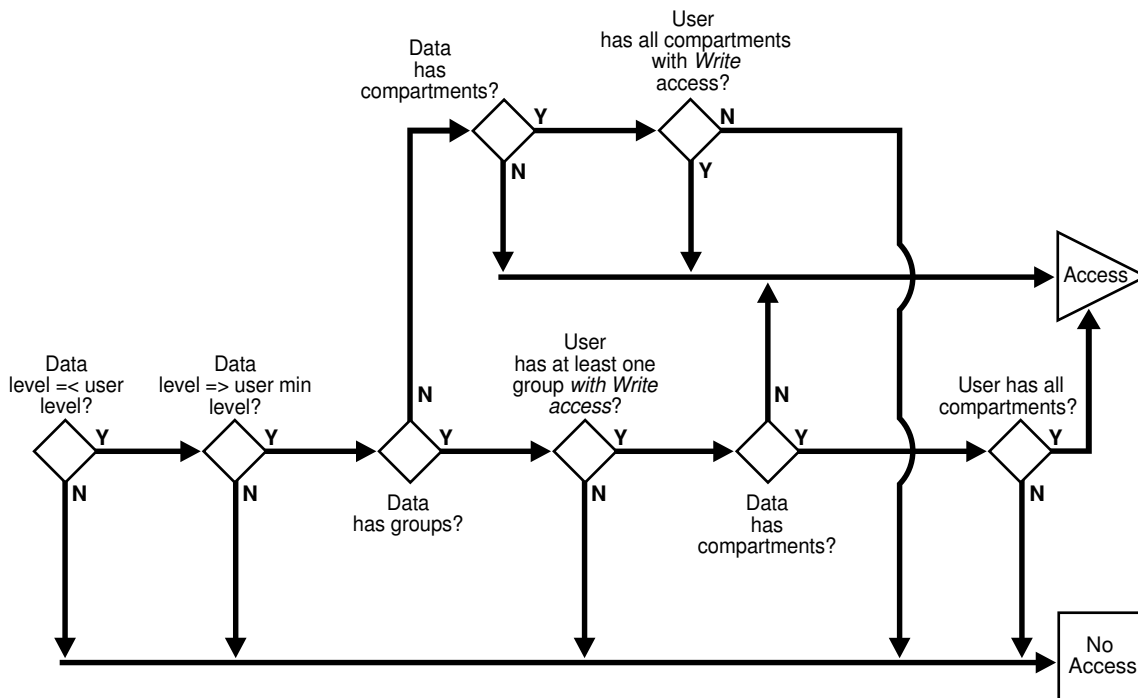 User
has all compartments
with Write
access?
Data
has
compartments?
Y
N
N
Y
Access
Data
level =< user
level?
Data
level => user min
level?
User
has at least one
group with Write
access?
User has all
compartments?
N
N
Y
Y
Y
Y
Y
Y
N
N
N
N
Data
has groups?
Data
has
compartments?
No
Access